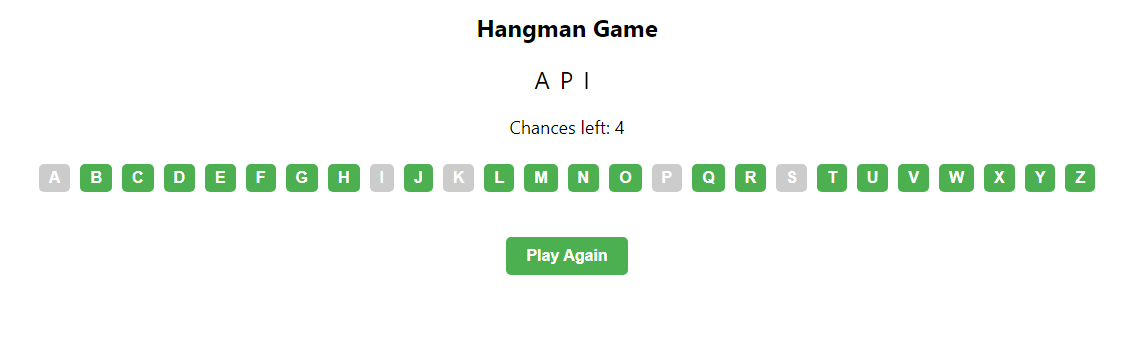 Hangman Game
A P I
Chances left: 4
A B C D E F G H I J K L M N O P Q R S T U V W X Y Z
Play Again